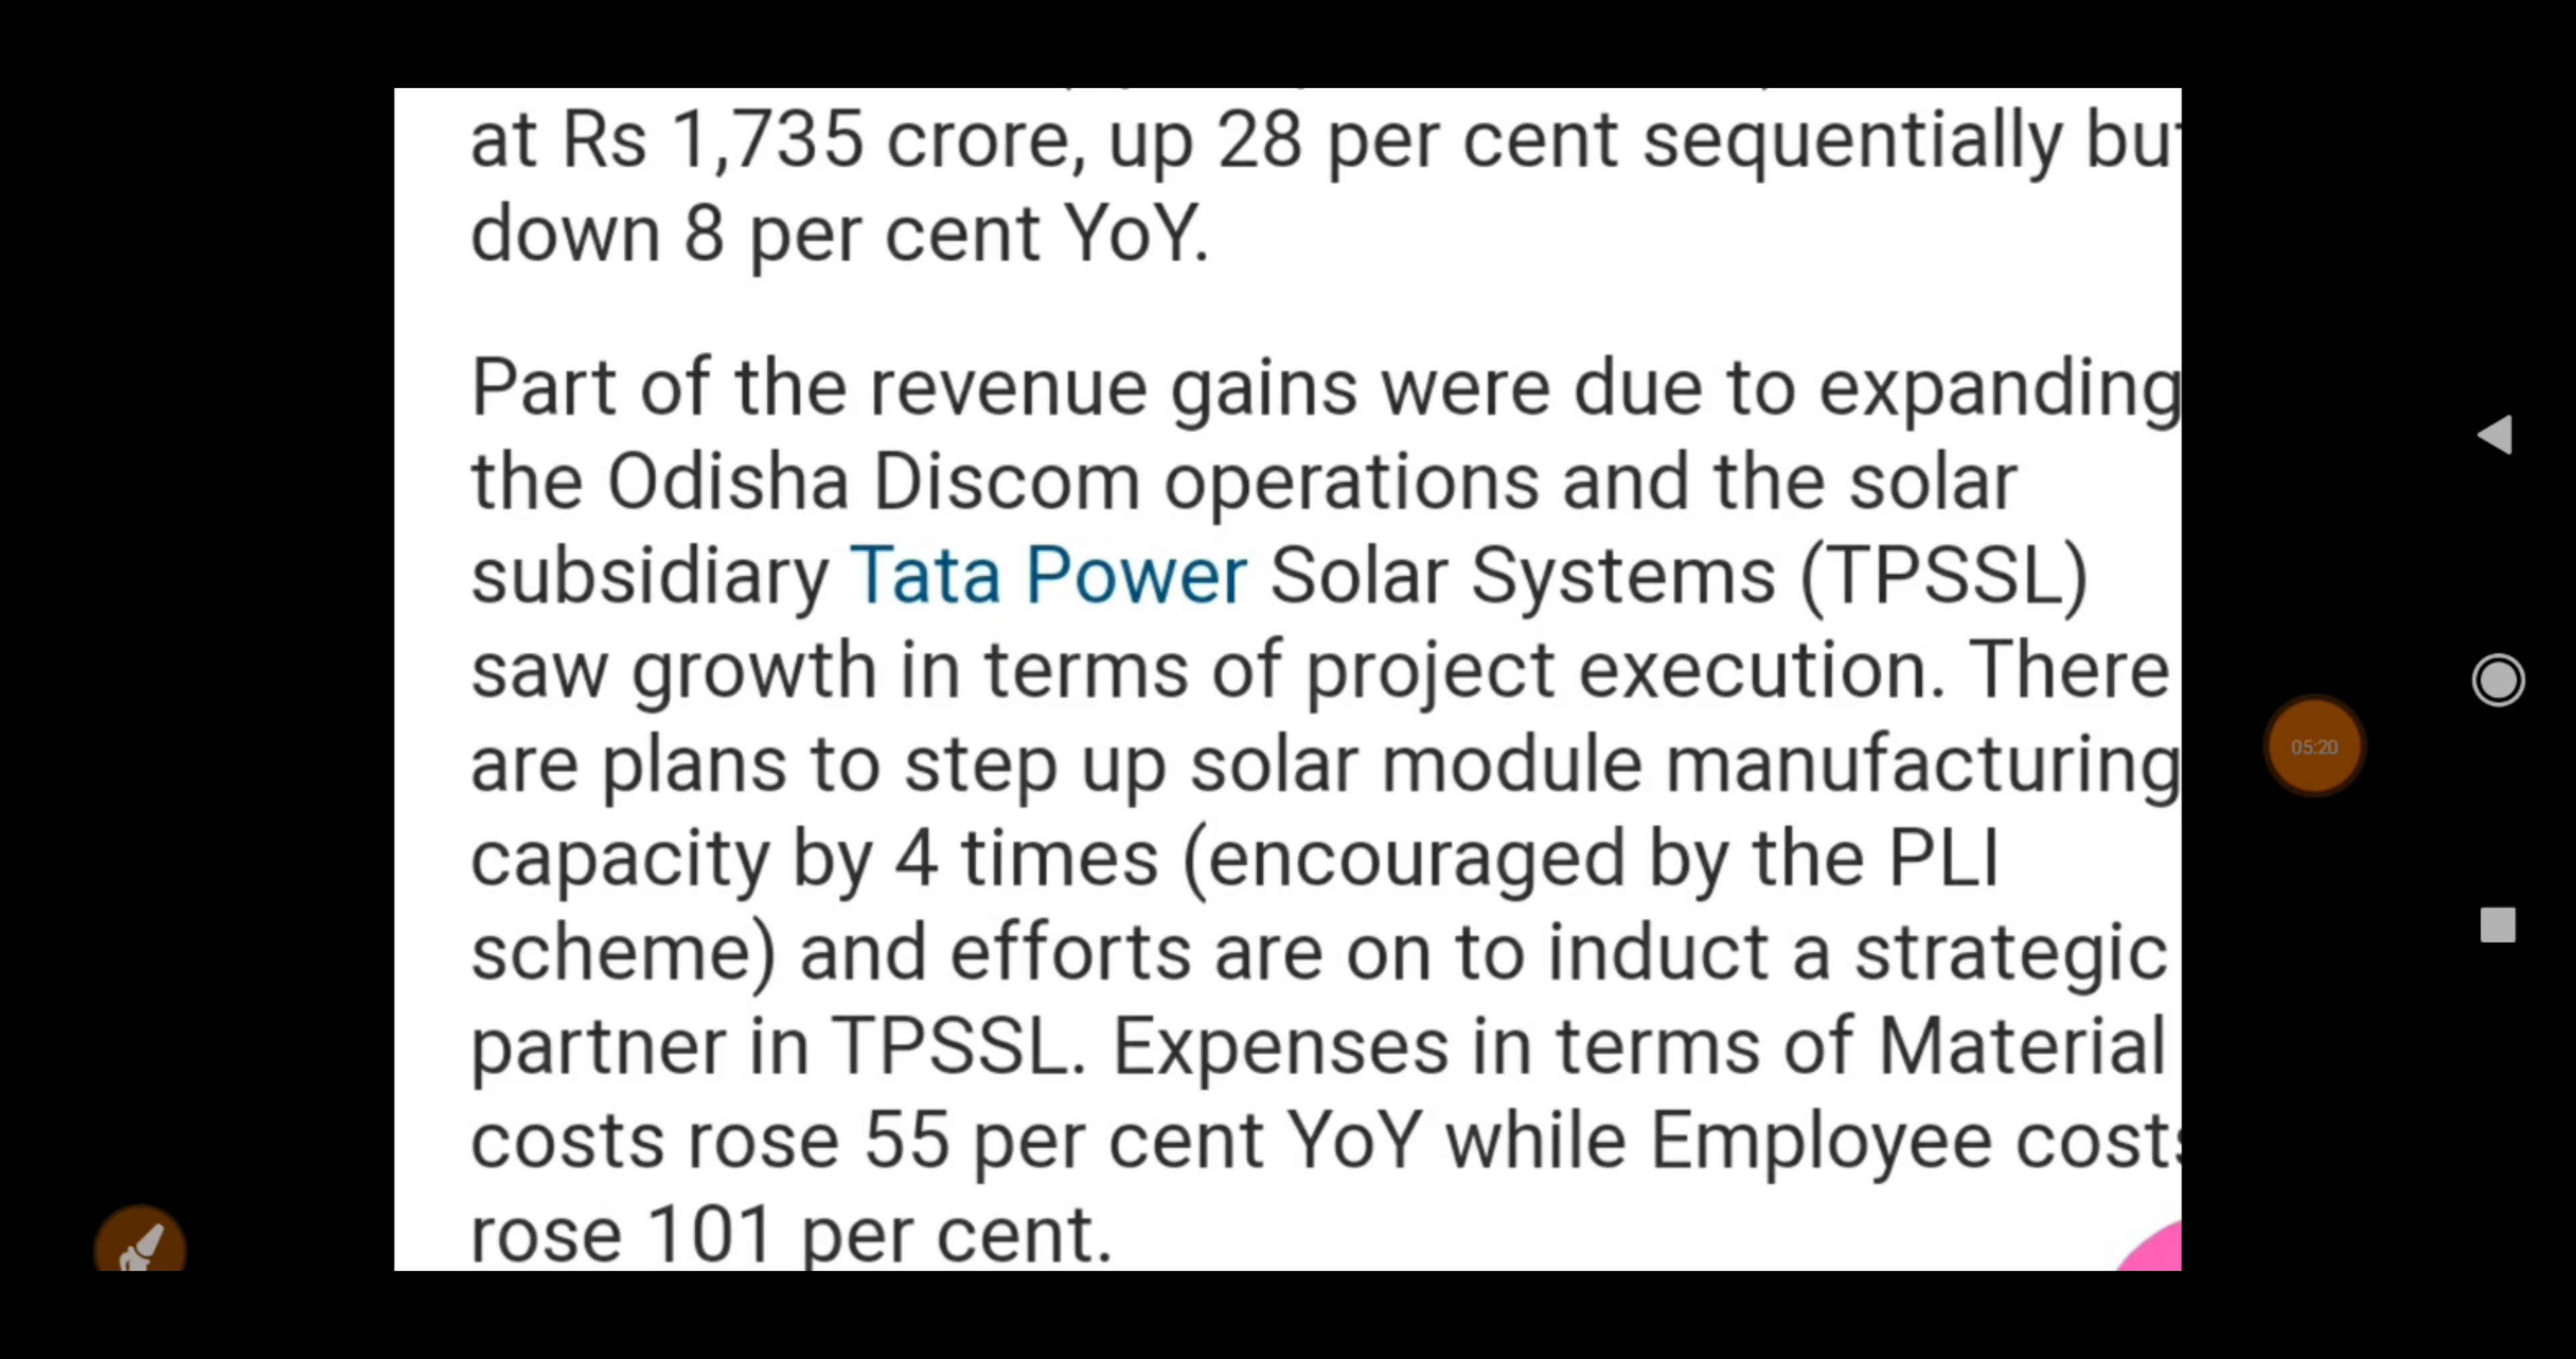 at Rs 1,735 crore, up 28 per cent sequentially but
down 8 per cent YoY.
Part of the revenue gains were due to expanding
the Odisha Discom operations and the solar
subsidiary Tata Power Solar Systems (TPSSL)
saw growth in terms of project execution. There
are plans to step up solar module manufacturing
capacity by 4 times (encouraged by the PLI
scheme) and efforts are on to induct a strategic
partner in TPSSL. Expenses in terms of Material
costs rose 55 per cent YoY while Employee costs
rose 101 per cent.
05:20